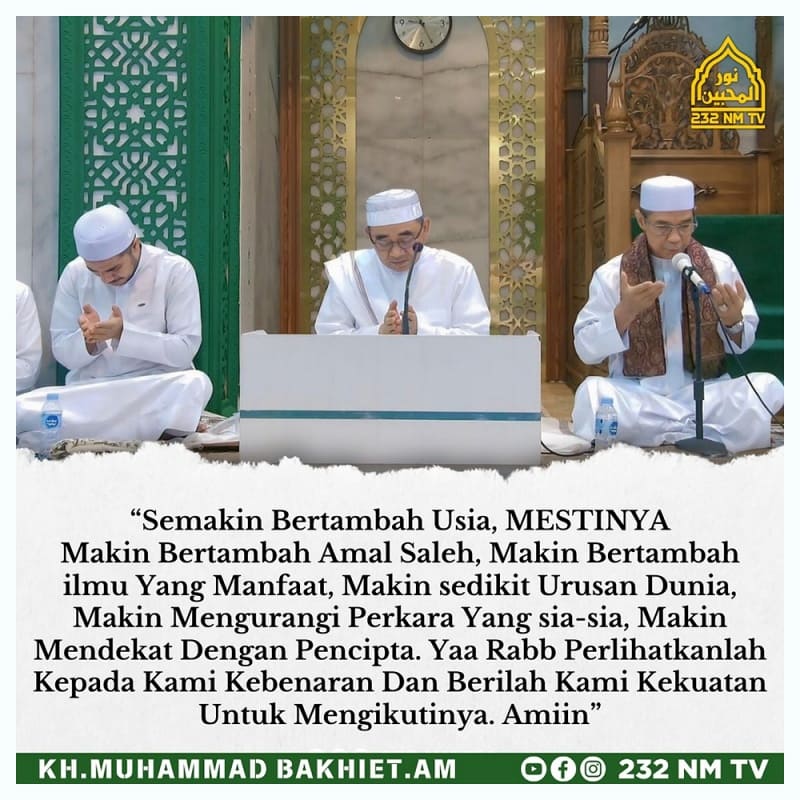 نور
المحبين
232 NM TV
“Semakin Bertambah Usia, MESTINYA
Makin Bertambah Amal Saleh, Makin Bertambah
ilmu Yang Manfaat, Makin sedikit Urusan Dunia,
Makin Mengurangi Perkara Yang sia-sia, Makin
Mendekat Dengan Pencipta. Yaa Rabb Perlihatkanlah
Kepada Kami Kebenaran Dan Berilah Kami Kekuatan
Untuk Mengikutinya. Amiin”
KH.MUHAMMAD BAKHIET.AM
232 NM TV